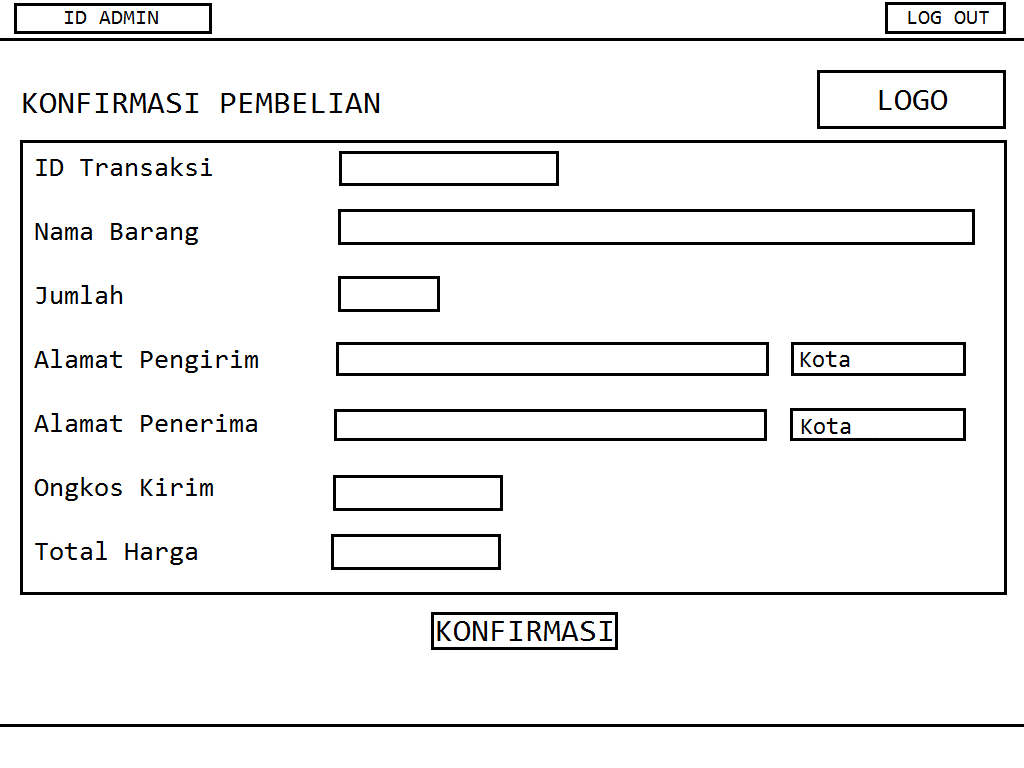 ID ADMIN
LOG OUT
KONFIRMASI PEMBELIAN
LOGO
ID Transaksi
Nama Barang
Jumlah
Alamat Pengirim
Kota
Alamat Penerima
Kota
Ongkos Kirim
Total Harga
KONFIRMASI